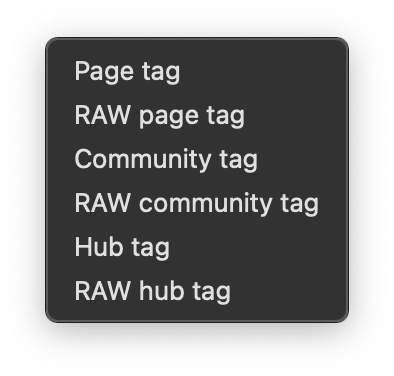 Page tag
RAW page tag
Community tag
RAW community tag
Hub tag
RAW hub tag